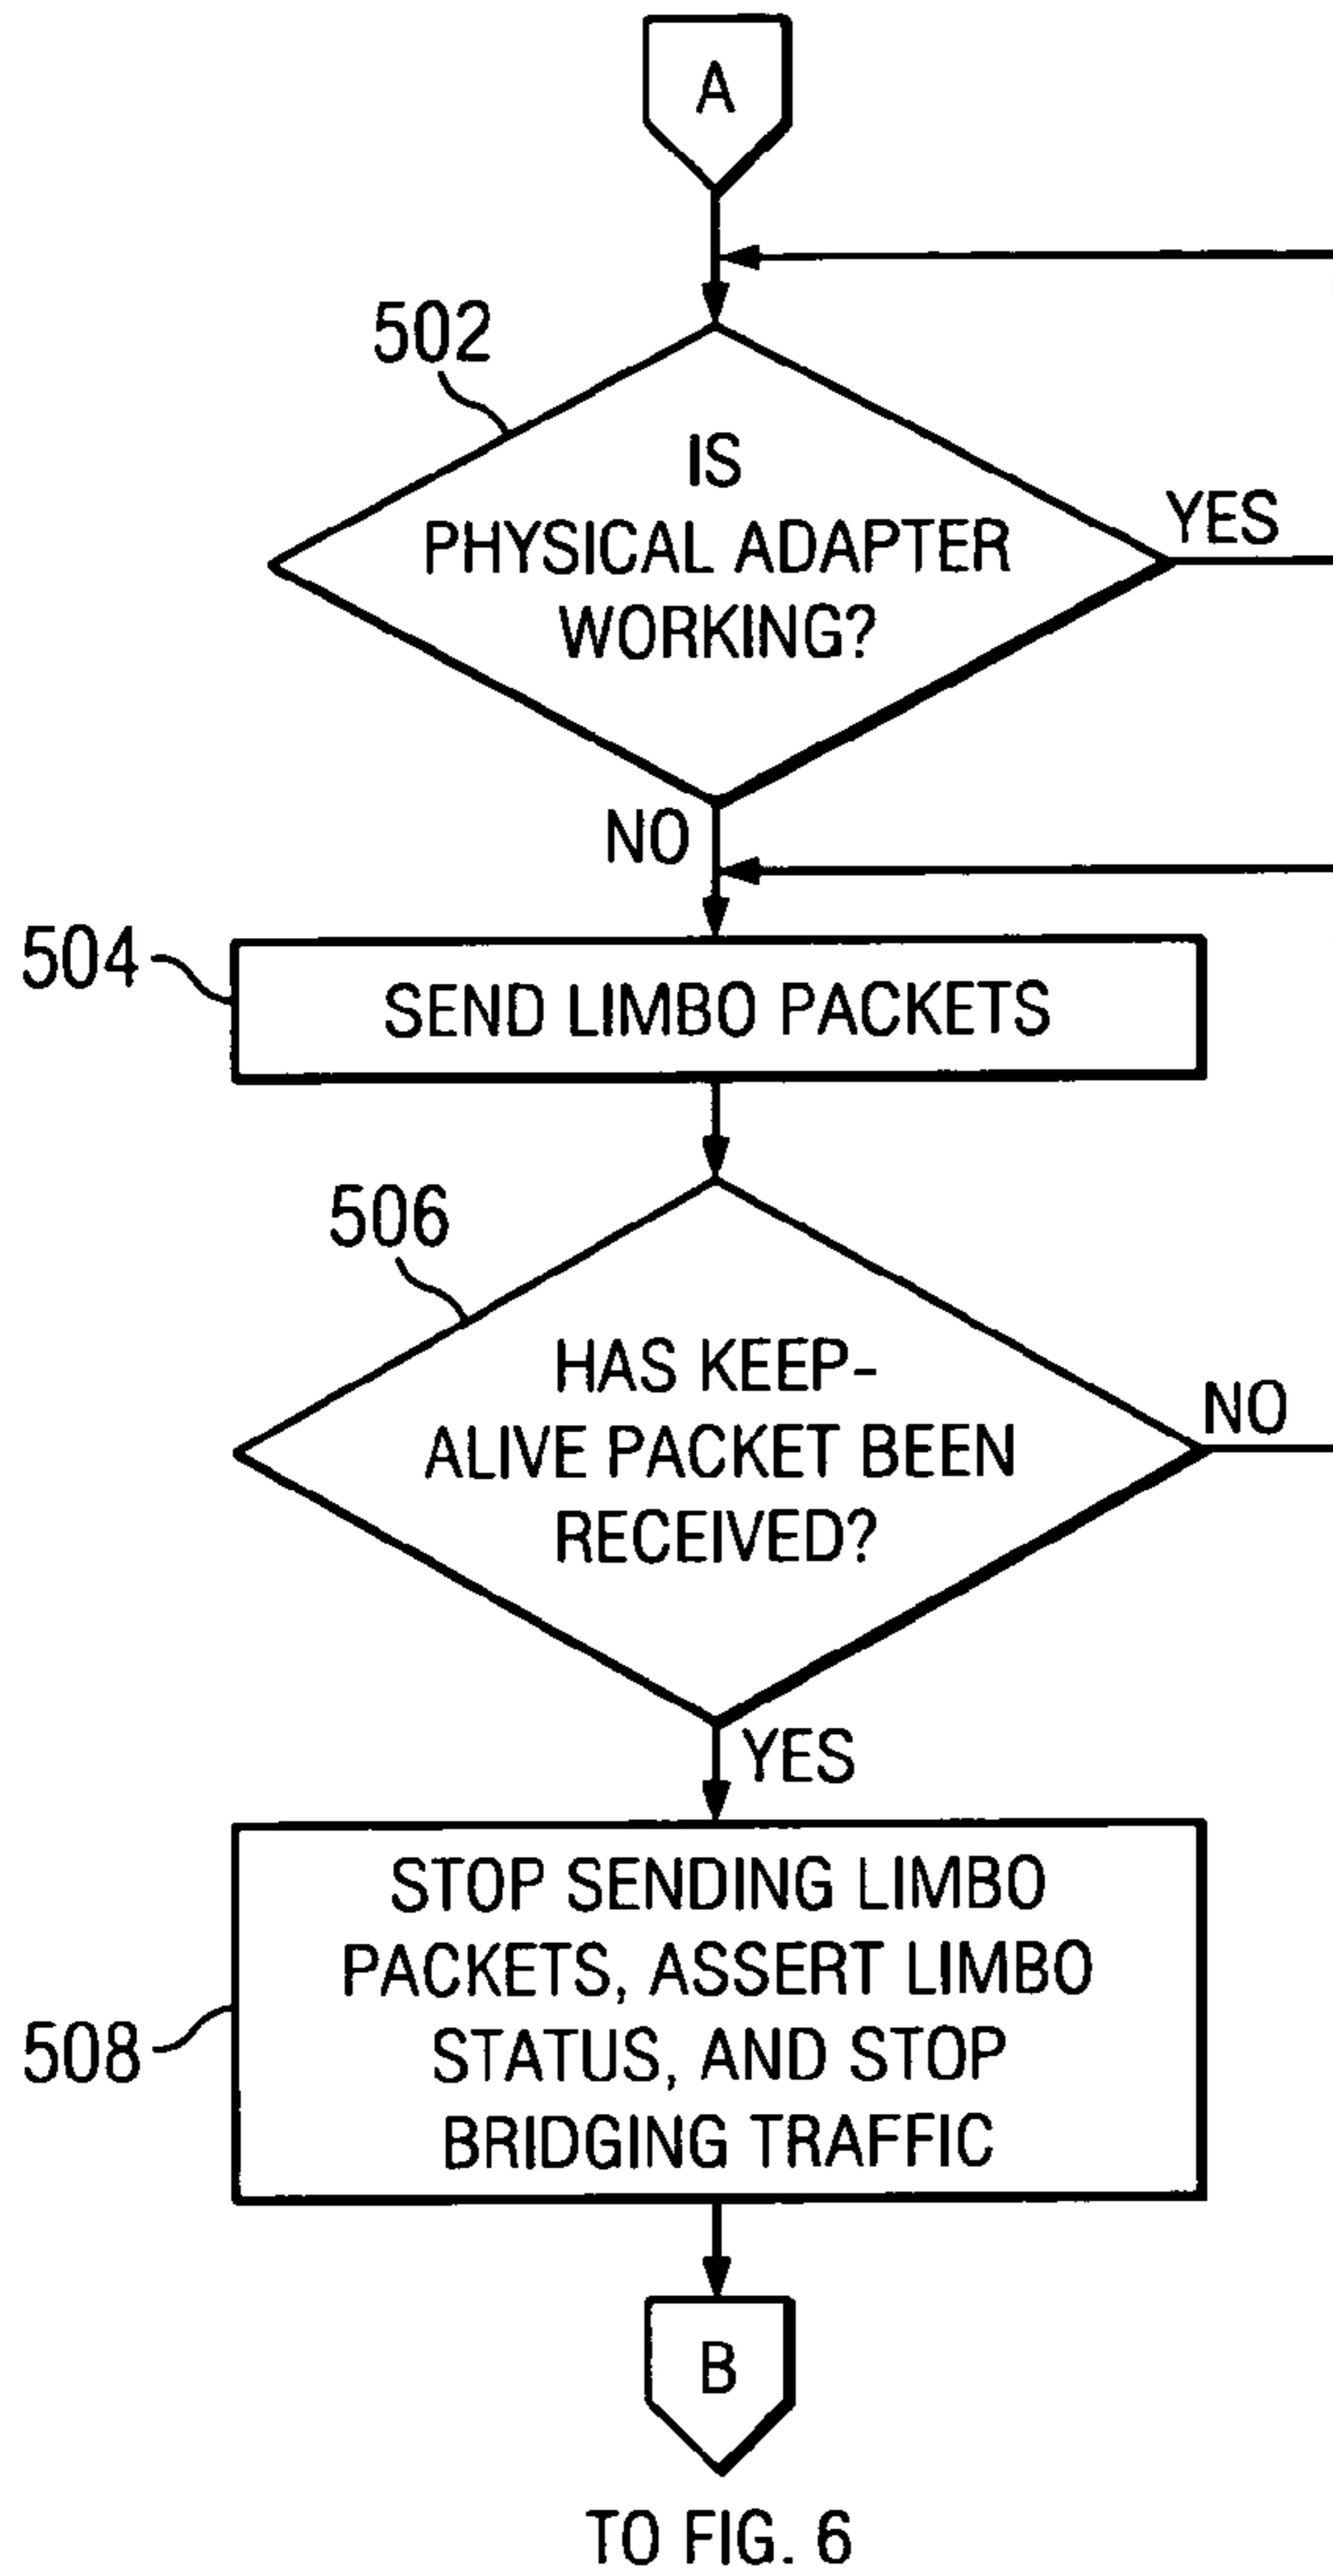 A
502
IS
PHYSICAL ADAPTER
WORKING?
YES
NO
504
SEND LIMBO PACKETS
506
HAS KEEP-
ALIVE PACKET BEEN
RECEIVED?
NO
YES
508
STOP SENDING LIMBO
PACKETS, ASSERT LIMBO
STATUS, AND STOP
BRIDGING TRAFFIC
B
TO FIG. 6